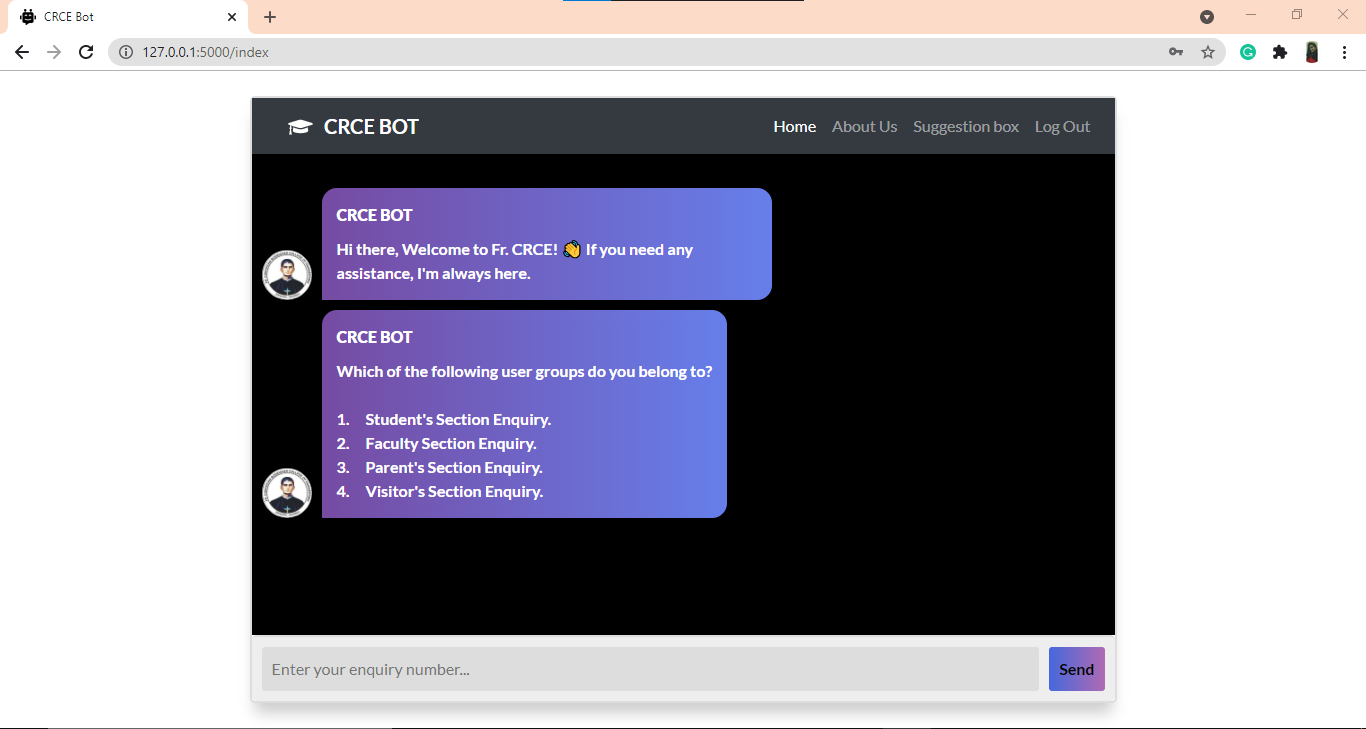 CRCE Bot
127.0.0.1:5000/index
CRCE BOT
Home About Us Suggestion box Log Out
CRCE BOT
Hi there, Welcome to Fr. CRCE! 👋 If you need any
assistance, I'm always here.
CRCE BOT
Which of the following user groups do you belong to?
1. Student's Section Enquiry.
2. Faculty Section Enquiry.
3. Parent's Section Enquiry.
4. Visitor's Section Enquiry.
Enter your enquiry number...
Send